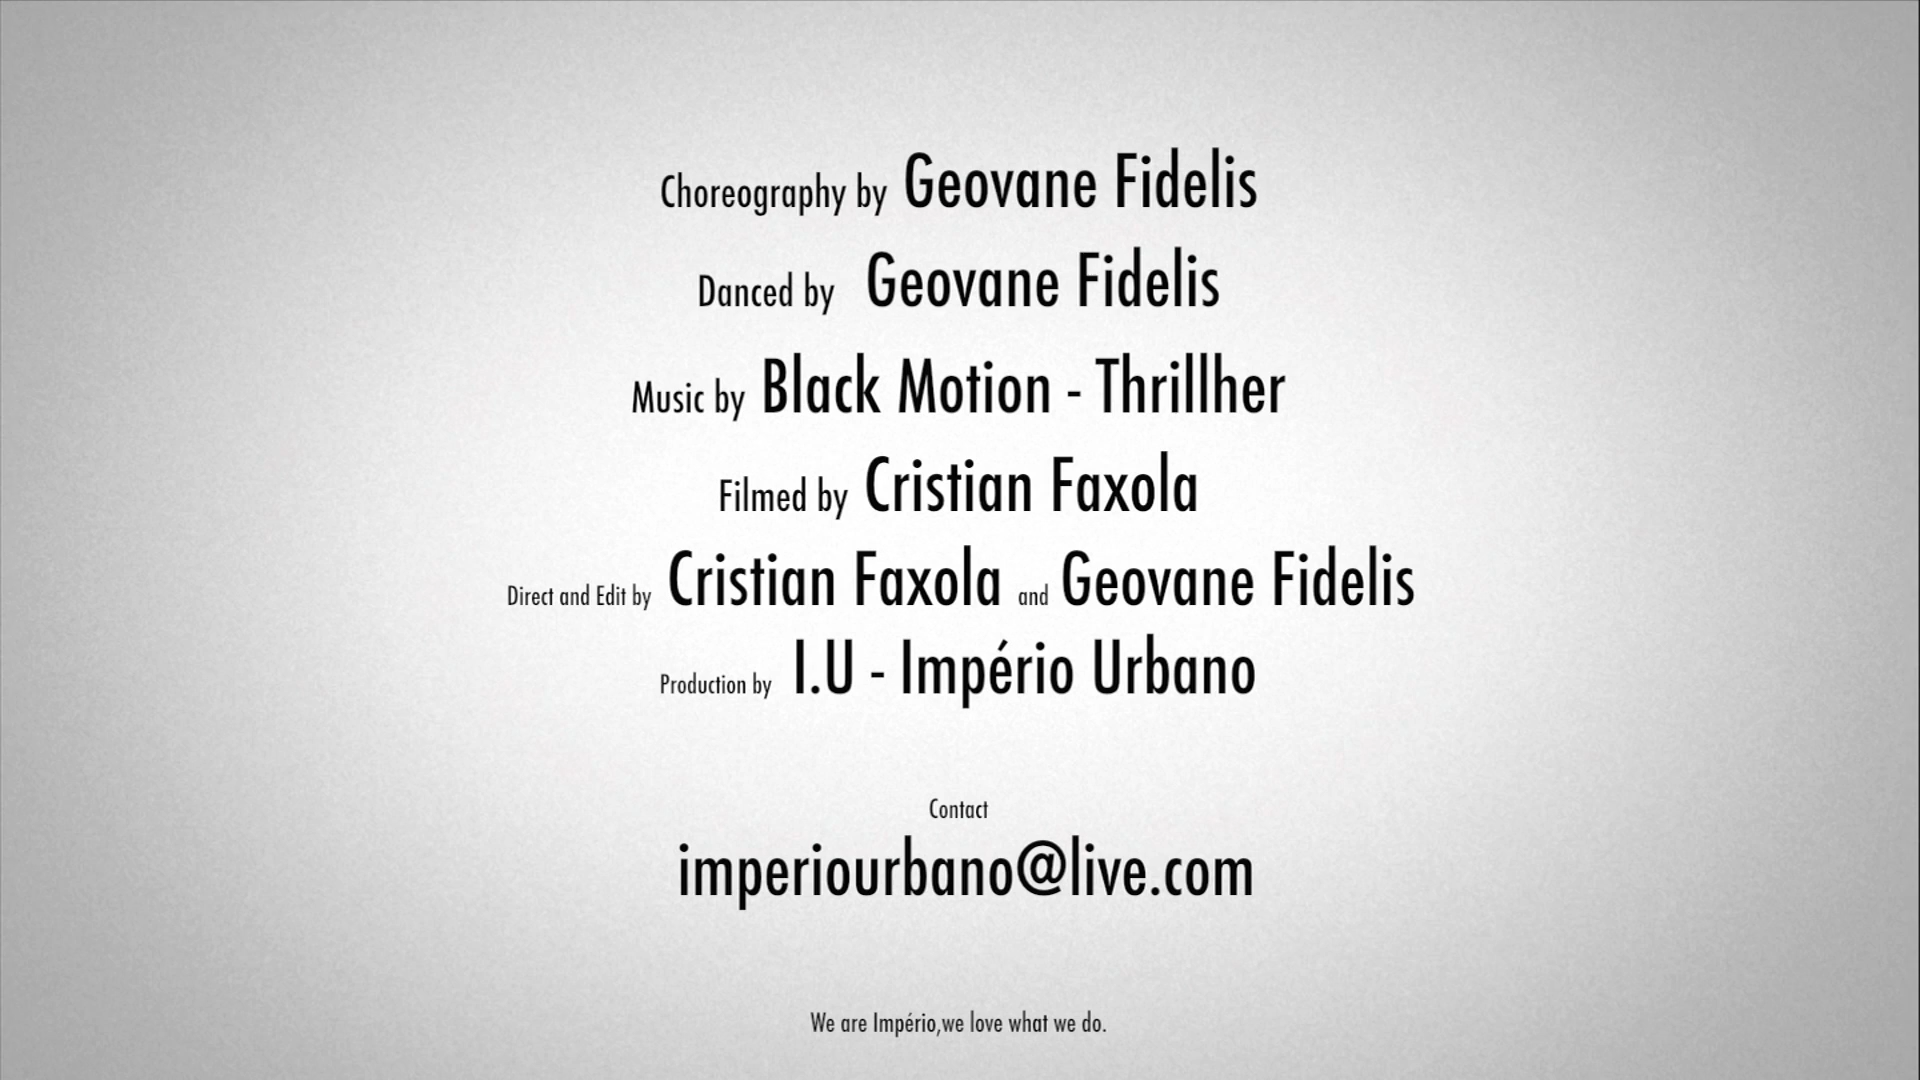 Choreography by Geovane Fidelis
Danced by Geovane Fidelis
Music by Black Motion - Thrillher
Filmed by Cristian Faxola
Direct and Edit by Cristian Faxola and Geovane Fidelis
Production by I.U - Império Urbano
Contact
imperiourbano@live.com
We are Império,we love what we do.